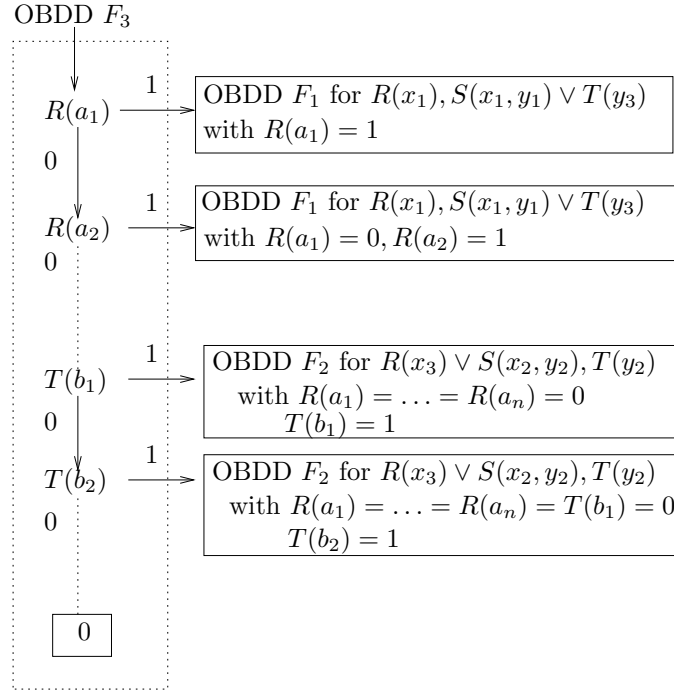 OBDD F₃
1
R(a₁)
OBDD F₁ for R(x₁), S(x₁, y₁) ∨ T(y₃)
with R(a₁) = 1
0
1
R(a₂)
OBDD F₁ for R(x₁), S(x₁, y₁) ∨ T(y₃)
with R(a₁) = 0, R(a₂) = 1
0
1
T(b₁)
OBDD F₂ for R(x₃) ∨ S(x₂, y₂), T(y₂)
with R(a₁) = … = R(aₙ) = 0
T(b₁) = 1
0
1
T(b₂)
OBDD F₂ for R(x₃) ∨ S(x₂, y₂), T(y₂)
with R(a₁) = … = R(aₙ) = T(b₁) = 0
T(b₂) = 1
0
0